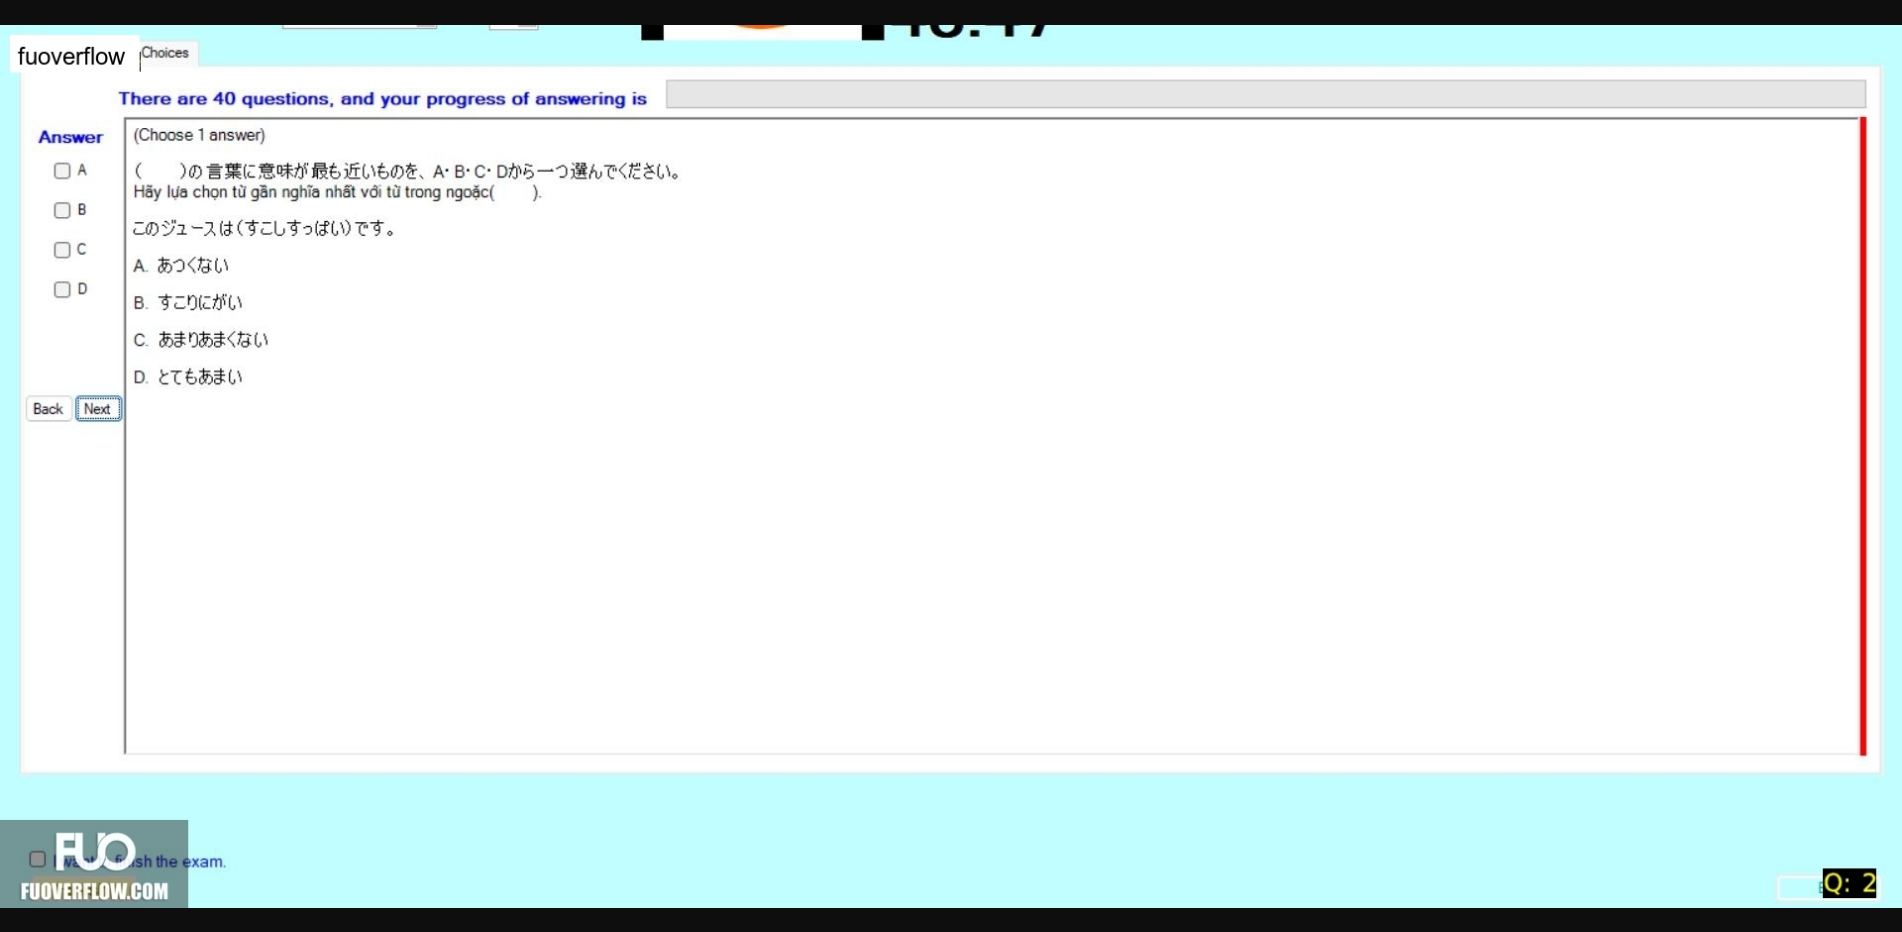 fuoverflow
Choices
There are 40 questions, and your progress of answering is
Answer
(Choose 1 answer)
A
(　　)の言葉に意味が最も近いものを、A・B・C・Dから一つ選んでください。
Hãy lựa chọn từ gần nghĩa nhất với từ trong ngoặc(　　).
B
このジュースは(すこしすっぱい)です。
C
A. あつくない
D
B. すこりにがい
C. あまりあまくない
D. とてもあまい
Back Next
FUO
finish the exam.
FUOVERFLOW.COM
Q: 2